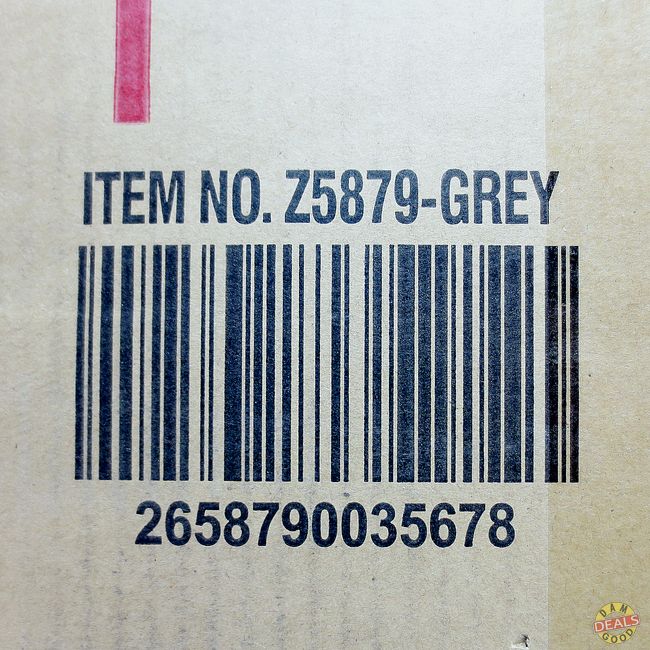 ITEM NO. Z5879-GREY
2658790035678
DAM
DEALS
GOOD